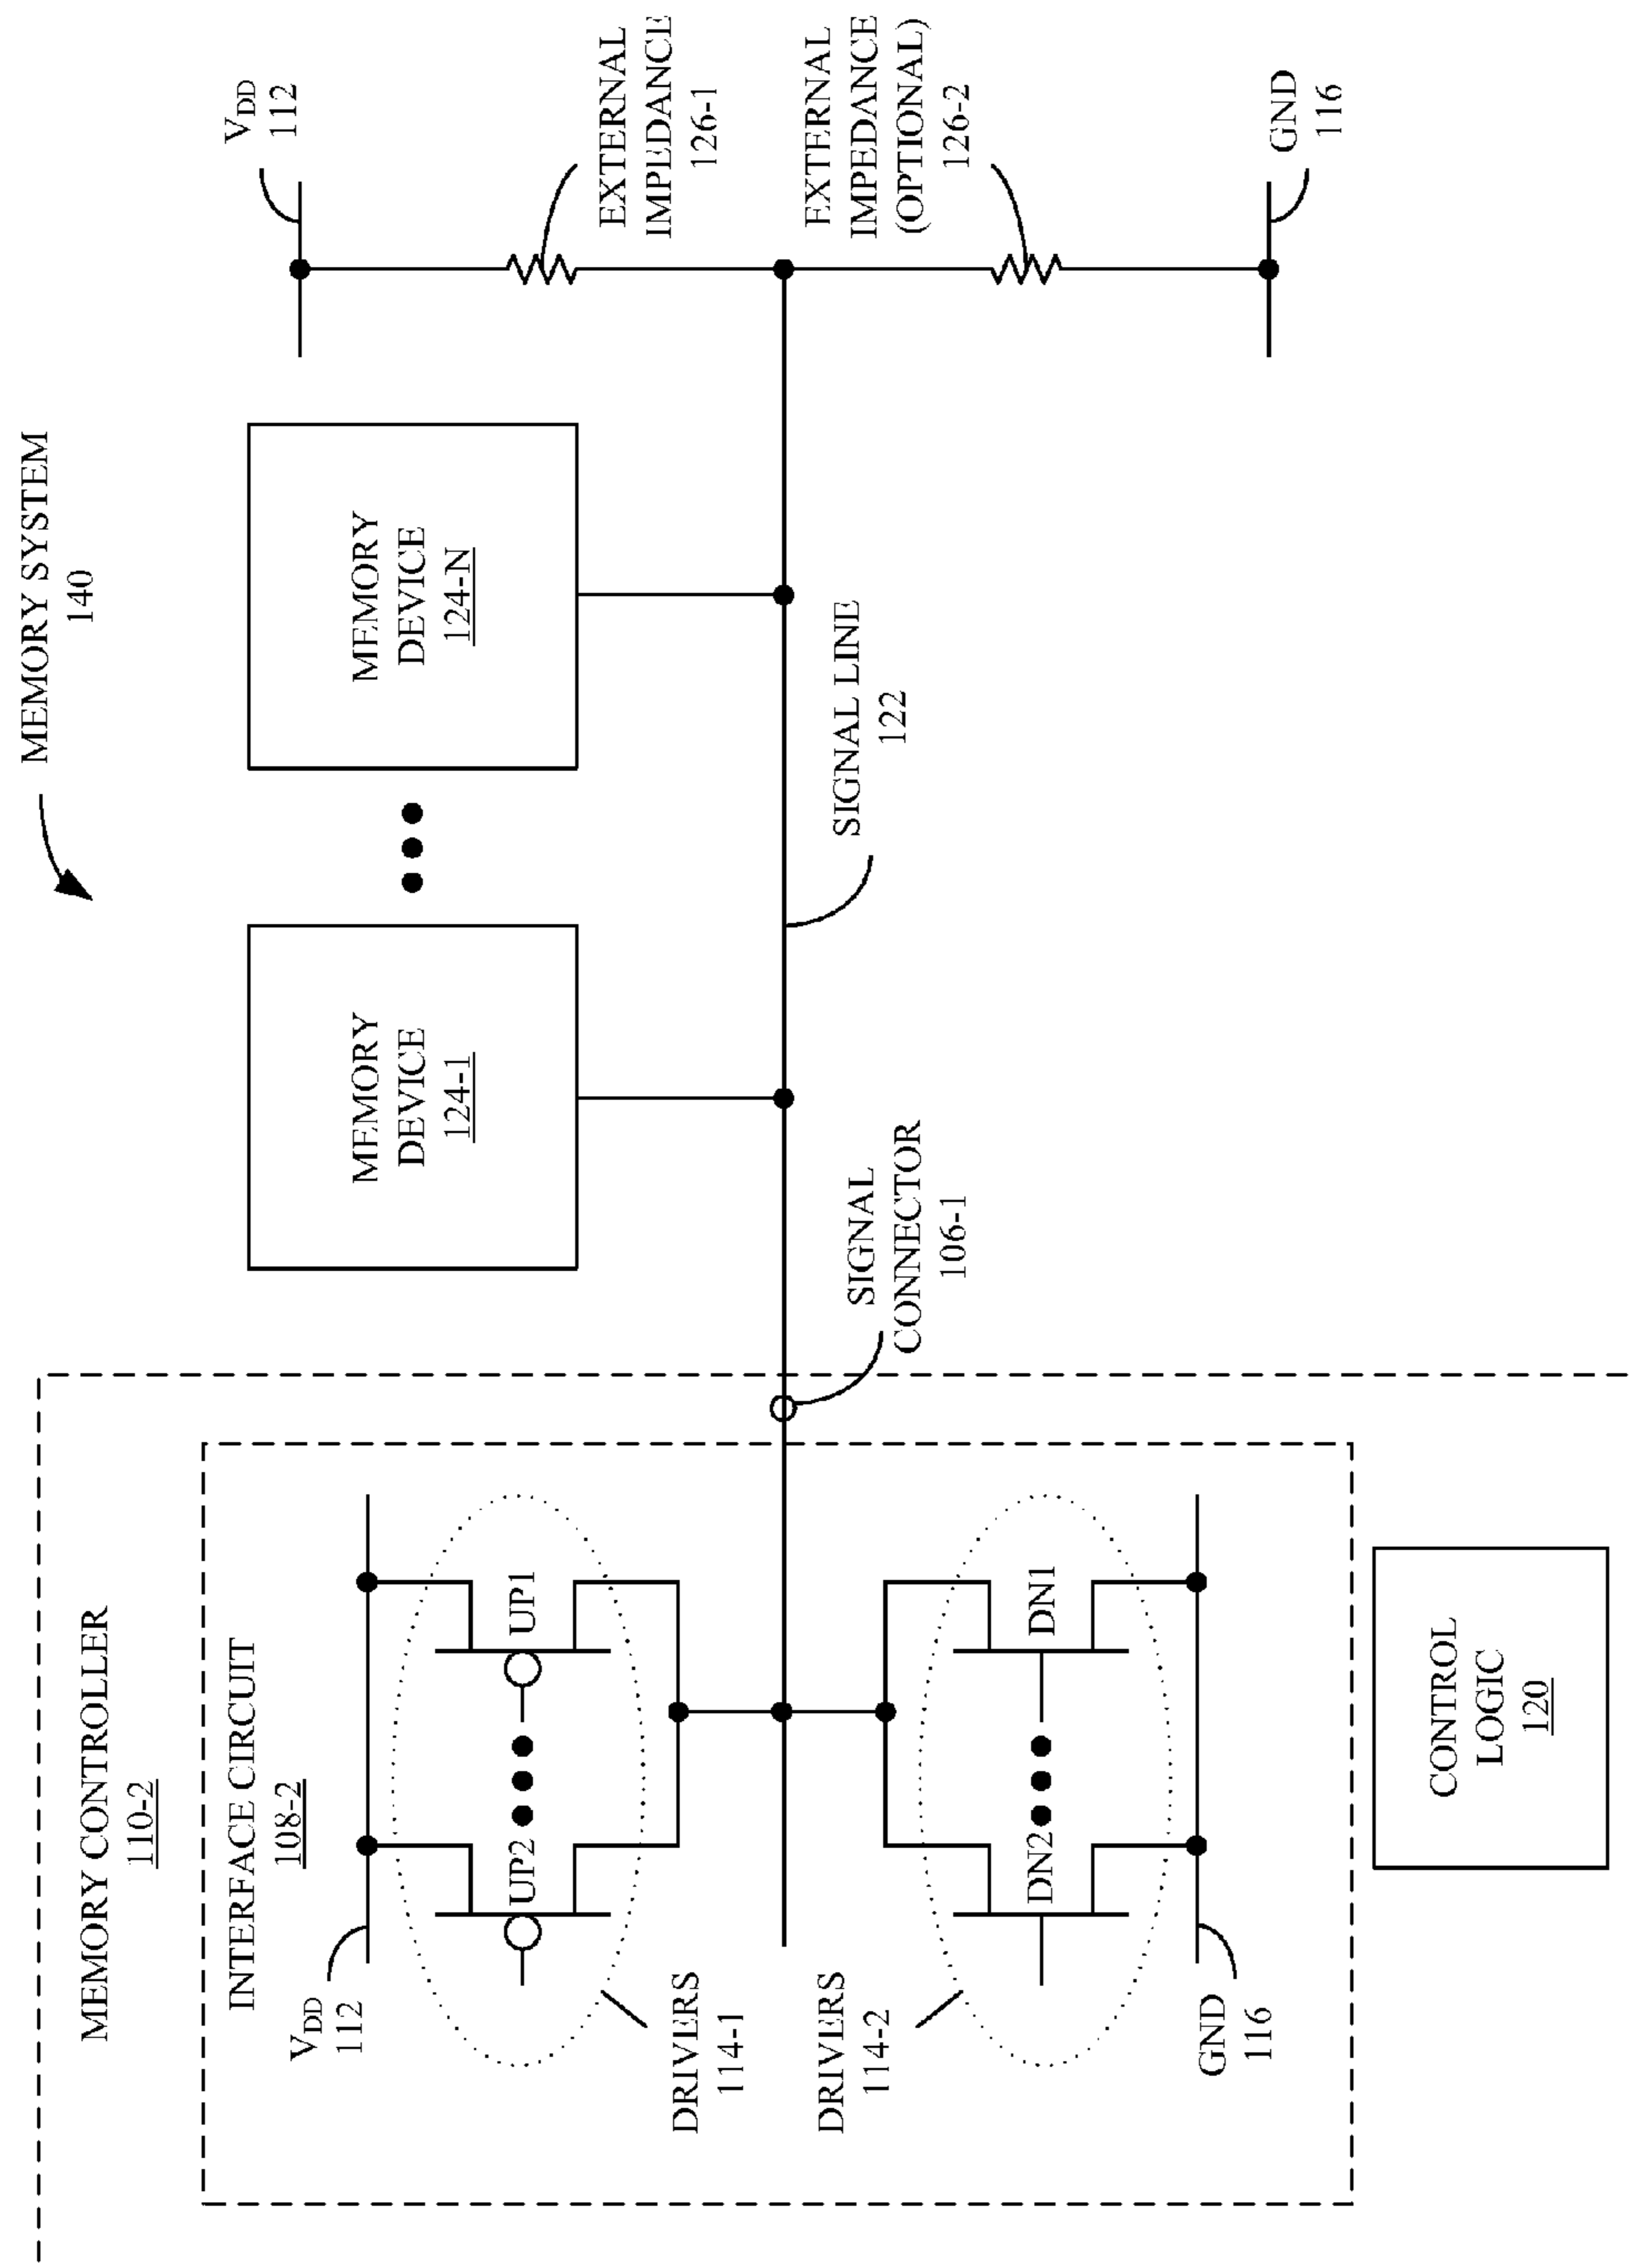 MEMORY SYSTEM
140
MEMORY CONTROLLER
110-2
INTERFACE CIRCUIT
108-2
VDD
112
UP2
UP1
DRIVERS
114-1
DRIVERS
114-2
DN2
DN1
GND
116
CONTROL
LOGIC
120
SIGNAL
CONNECTOR
106-1
MEMORY
DEVICE
124-1
MEMORY
DEVICE
124-N
SIGNAL LINE
122
VDD
112
EXTERNAL
IMPEDANCE
126-1
EXTERNAL
IMPEDANCE
(OPTIONAL)
126-2
GND
116